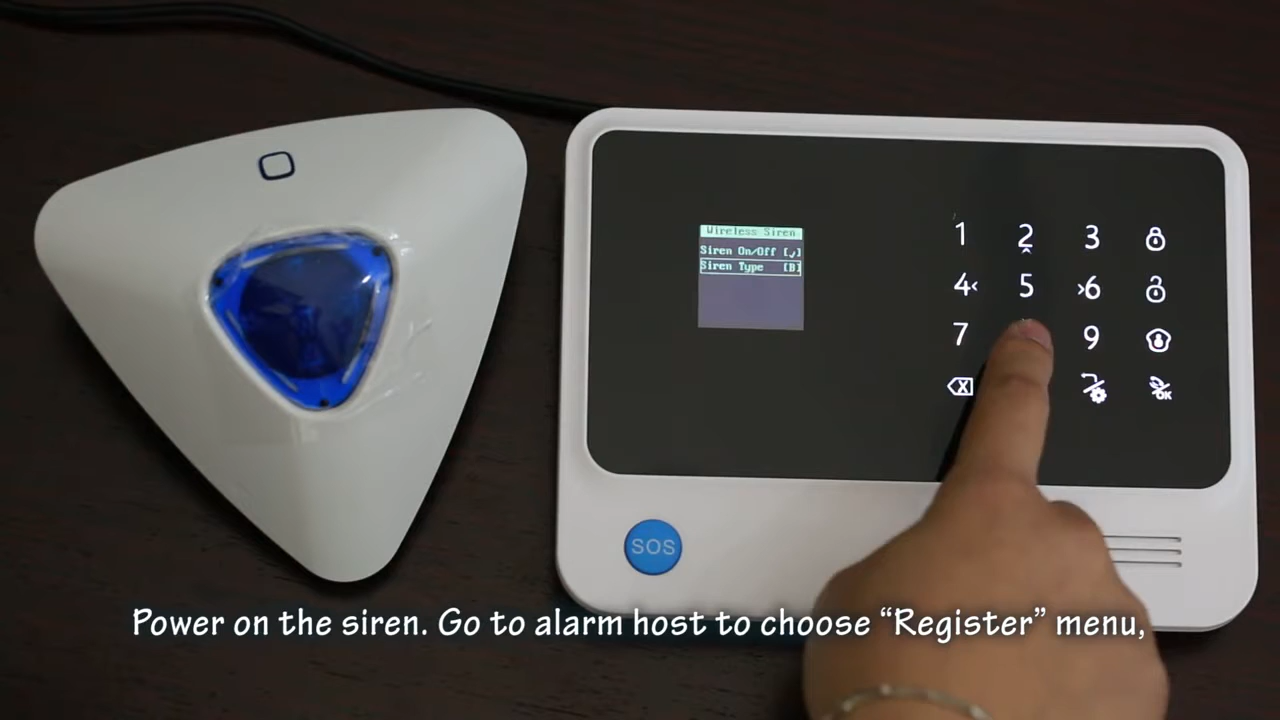 Wireless Siren
Siren On/Off [✓]
Siren Type [B]
1 2 3
4 5 6
7 9
OK
SOS
Power on the siren. Go to alarm host to choose “Register” menu,